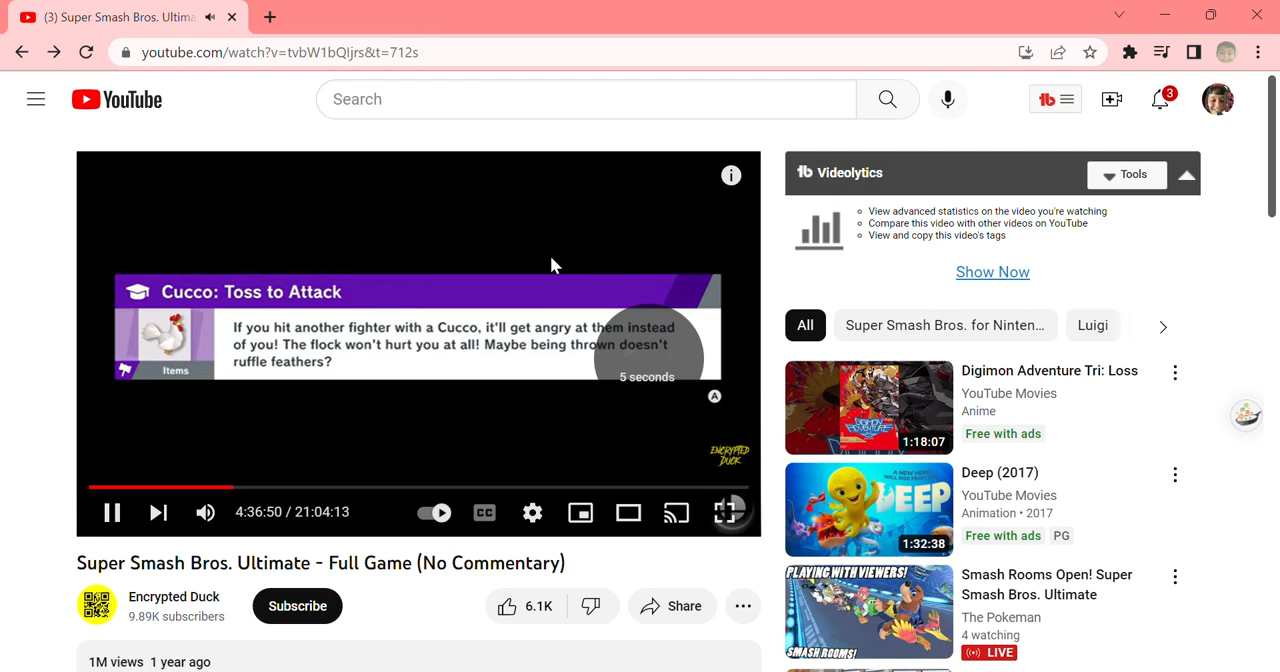 (3) Super Smash Bros. Ultima
youtube.com/watch?v=tvbW1bQljrs&t=712s
YouTube
Search
3
Cucco: Toss to Attack
If you hit another fighter with a Cucco, it'll get angry at them instead
of you! The flock won't hurt you at all! Maybe being thrown doesn't
ruffle feathers?
Items
5 seconds
A
ENCRYPTED
DUCK
4:36:50 / 21:04:13
CC
Super Smash Bros. Ultimate - Full Game (No Commentary)
Encrypted Duck
9.89K subscribers
Subscribe
6.1K
Share
1M views 1 year ago
Videolytics
Tools
View advanced statistics on the video you're watching
Compare this video with other videos on YouTube
View and copy this video's tags
Show Now
All
Super Smash Bros. for Ninten...
Luigi
DIGIMON
ADVENTURE
1:18:07
Digimon Adventure Tri: Loss
YouTube Movies
Anime
Free with ads
DEEP
1:32:38
Deep (2017)
YouTube Movies
Animation • 2017
Free with ads
PG
PLAYING WITH VIEWERS!
SMASH ROOMS!
Smash Rooms Open! Super
Smash Bros. Ultimate
The Pokeman
4 watching
LIVE